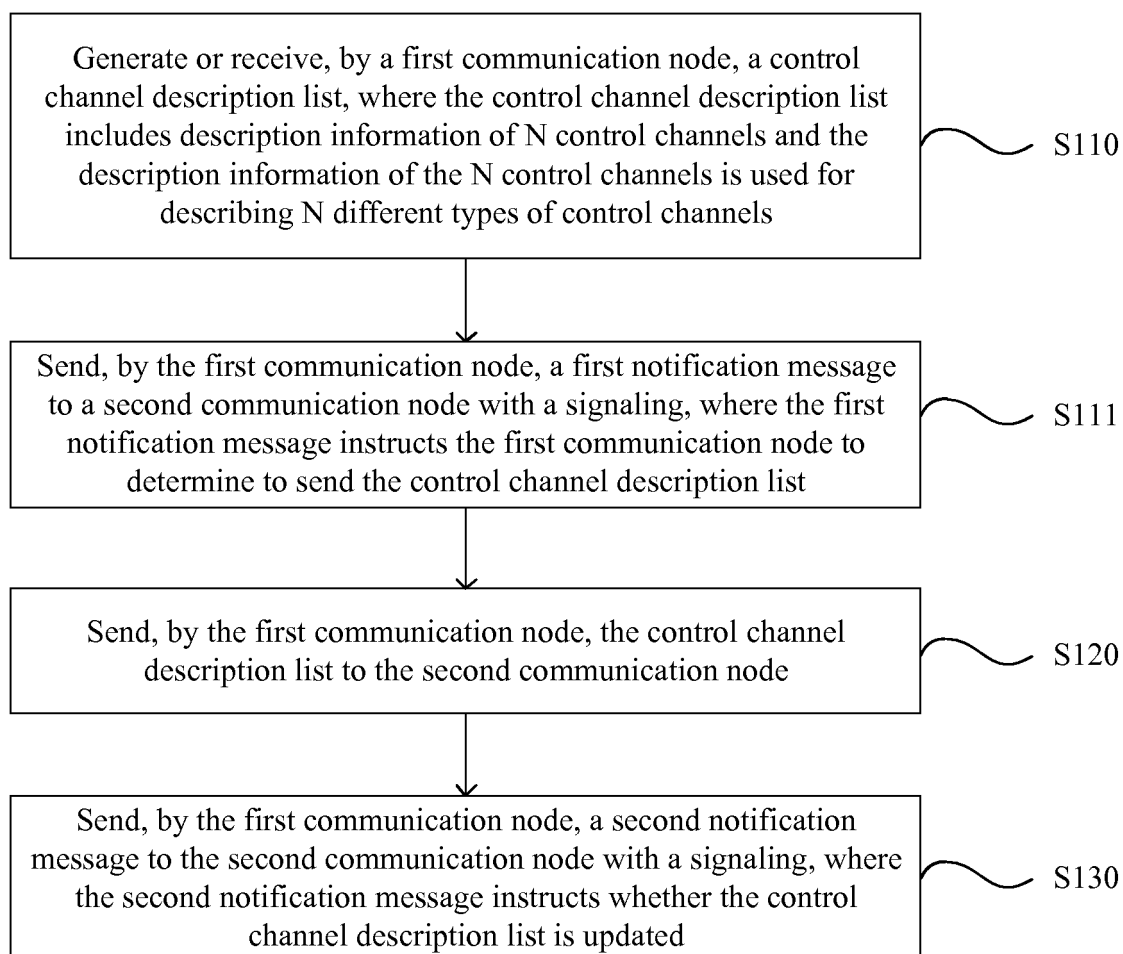 Generate or receive, by a first communication node, a control
channel description list, where the control channel description list
includes description information of N control channels and the
description information of the N control channels is used for
describing N different types of control channels
S110
Send, by the first communication node, a first notification message
to a second communication node with a signaling, where the first
notification message instructs the first communication node to
determine to send the control channel description list
S111
Send, by the first communication node, the control channel
description list to the second communication node
S120
Send, by the first communication node, a second notification
message to the second communication node with a signaling, where
the second notification message instructs whether the control
channel description list is updated
S130